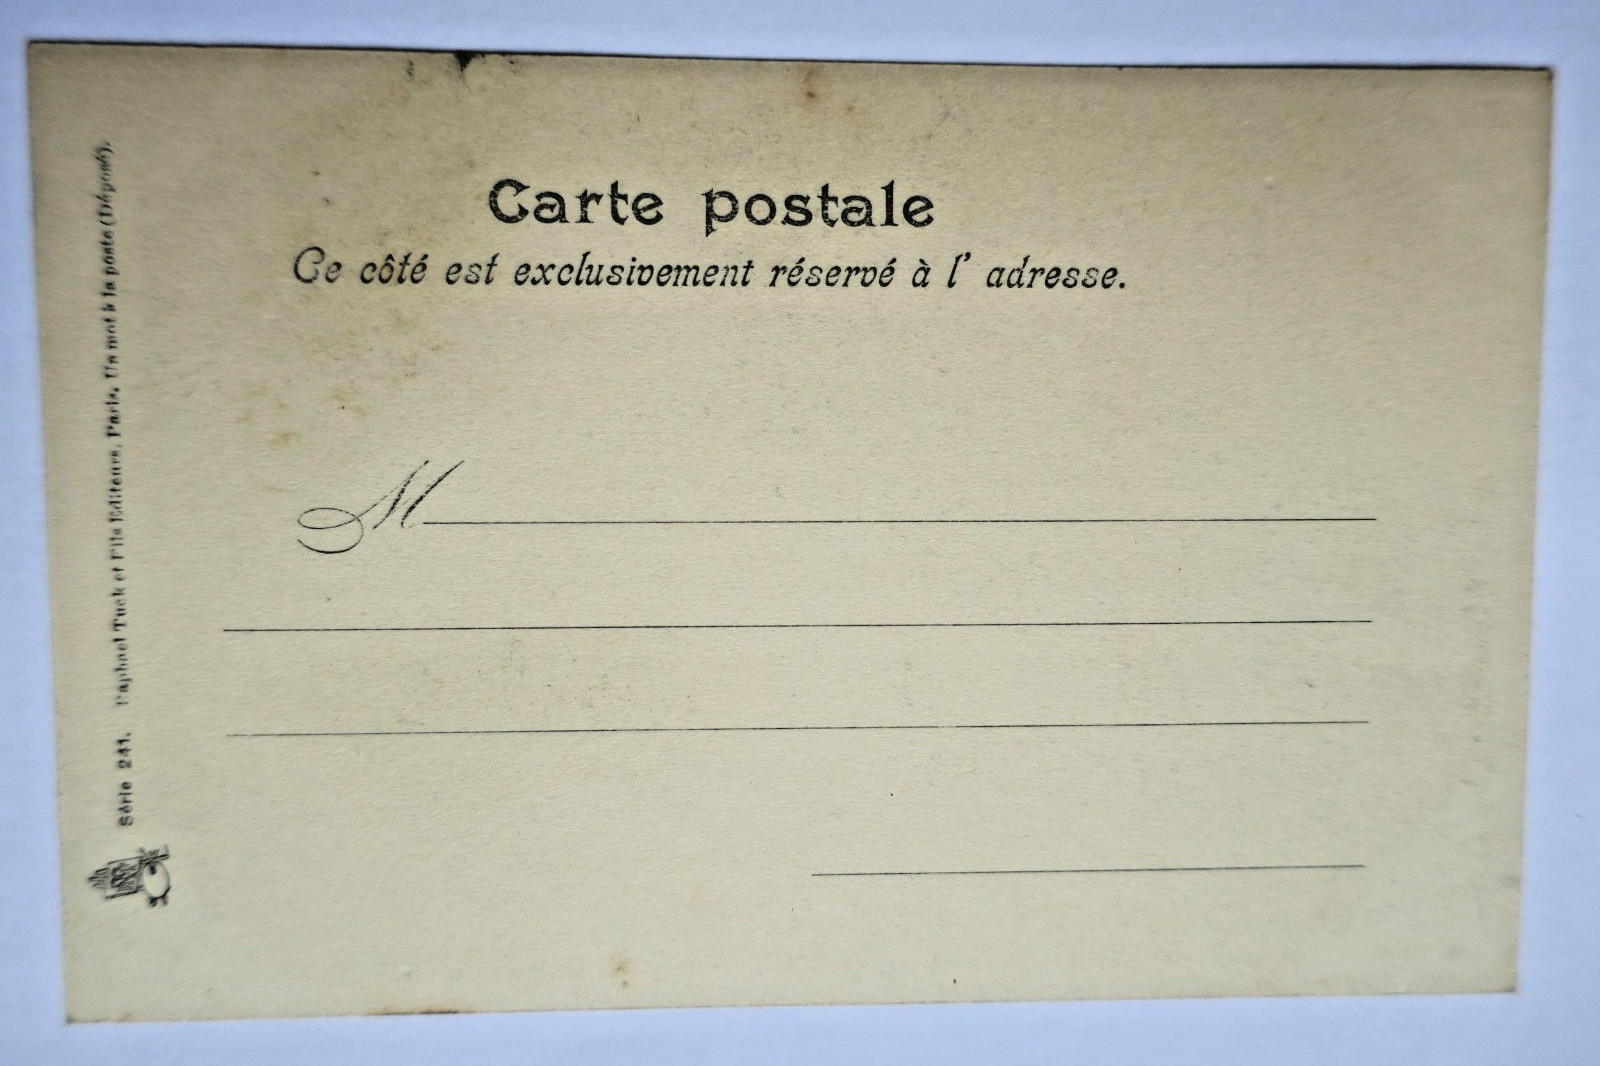 Carte postale
Ce côté est exclusivement réservé à l' adresse.
M
Série 241. Raphael Tuck et Fils Editeurs, Paris. Un mot à la poste (Déposé).